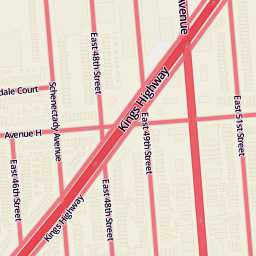 Avenue
East 48th Street
dale Court
Schenectady Avenue
Kings Highway
East 51st Street
Avenue H
East 49th Street
East 46th Street
Kings Highway
East 48th Street